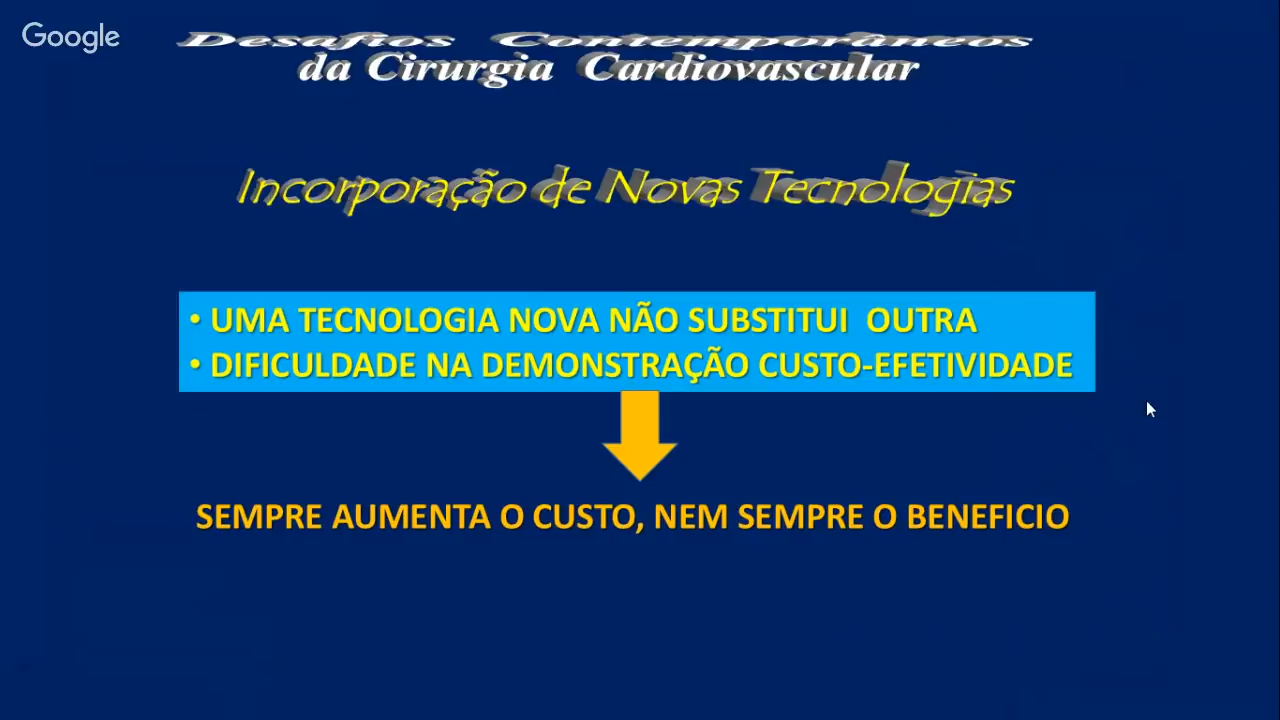 Google
Desafios Contemporâneos
da Cirurgia Cardiovascular
Incorporação de Novas Tecnologias
• UMA TECNOLOGIA NOVA NÃO SUBSTITUI OUTRA
• DIFICULDADE NA DEMONSTRAÇÃO CUSTO-EFETIVIDADE
SEMPRE AUMENTA O CUSTO, NEM SEMPRE O BENEFICIO